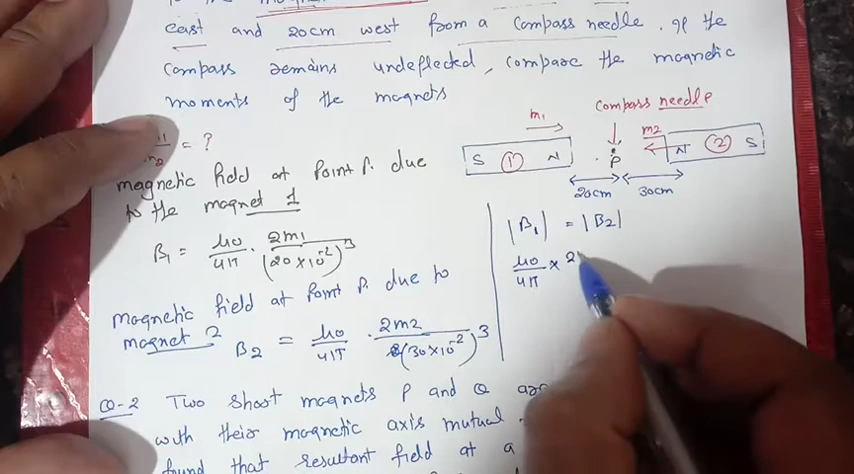 to the
east and 20cm west from a Compass needle. If the
Compass remains undeflected, compare the magnetic
moments of the magnets
= ?
magnetic field at Point P. due
to the magnet 1
B₁ = μ0/4π . 2m₁/(20×10⁻²)³
magnetic field at Point P. due to
magnet 2
B₂ = μ0/4π . 2m2/(30×10⁻²)³
Compass needle
m₁
m2
S ① N
. P
N ② S
20cm
30cm
|B₁| = |B₂|
μ0/4π × 2
Q-2 Two short magnets P and Q are
with their magnetic axis mutual
found that resultant field at a